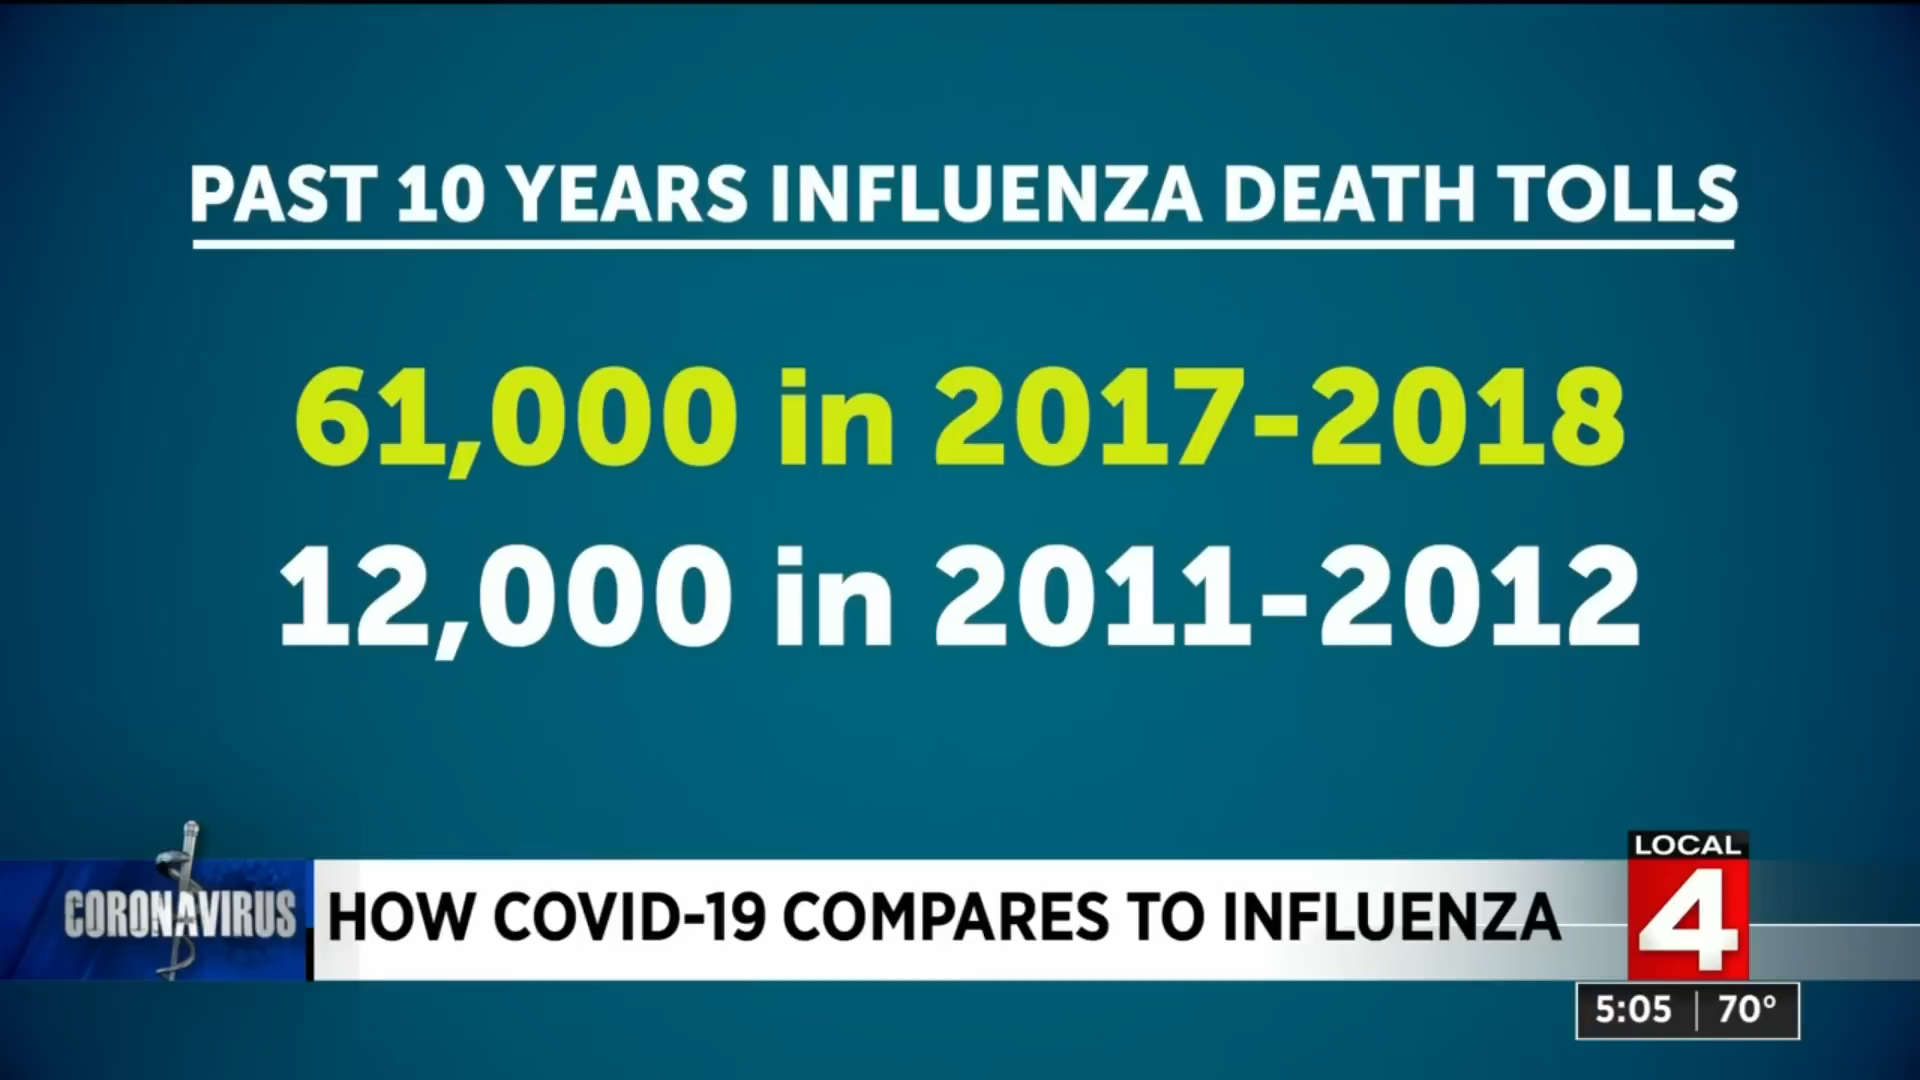 PAST 10 YEARS INFLUENZA DEATH TOLLS
61,000 in 2017-2018
12,000 in 2011-2012
LOCAL
4
CORONAVIRUS
HOW COVID-19 COMPARES TO INFLUENZA
5:05 | 70°